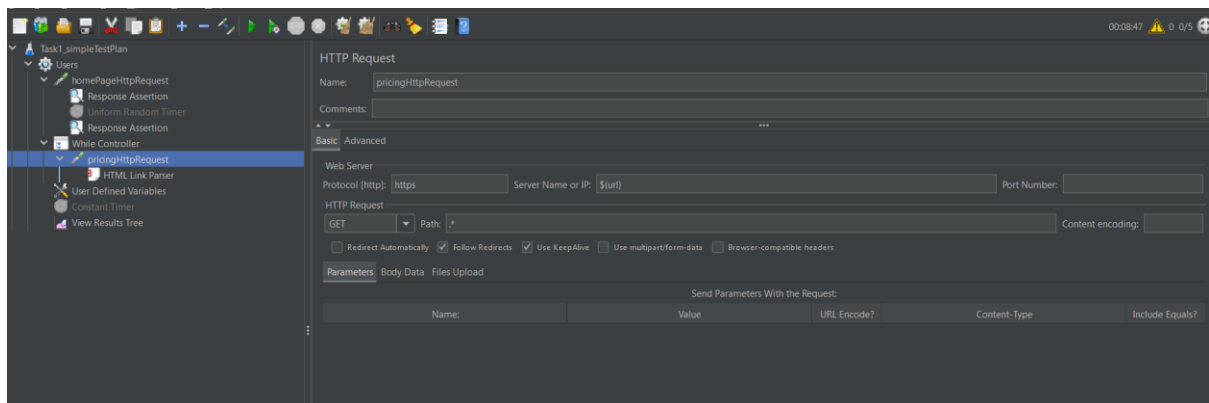 00:08:47 0 0/5
Task1_simpleTestPlan
Users
homePageHttpRequest
Response Assertion
Uniform Random Timer
Response Assertion
While Controller
pricingHttpRequest
HTML Link Parser
User Defined Variables
Constant Timer
View Results Tree
HTTP Request
Name: pricingHttpRequest
Comments:
Basic Advanced
Web Server
Protocol [http]: https Server Name or IP: ${url} Port Number:
HTTP Request
GET Path: .* Content encoding:
Redirect Automatically Follow Redirects Use KeepAlive Use multipart/form-data Browser-compatible headers
Parameters Body Data Files Upload
Send Parameters With the Request:
Name: Value URL Encode? Content-Type Include Equals?